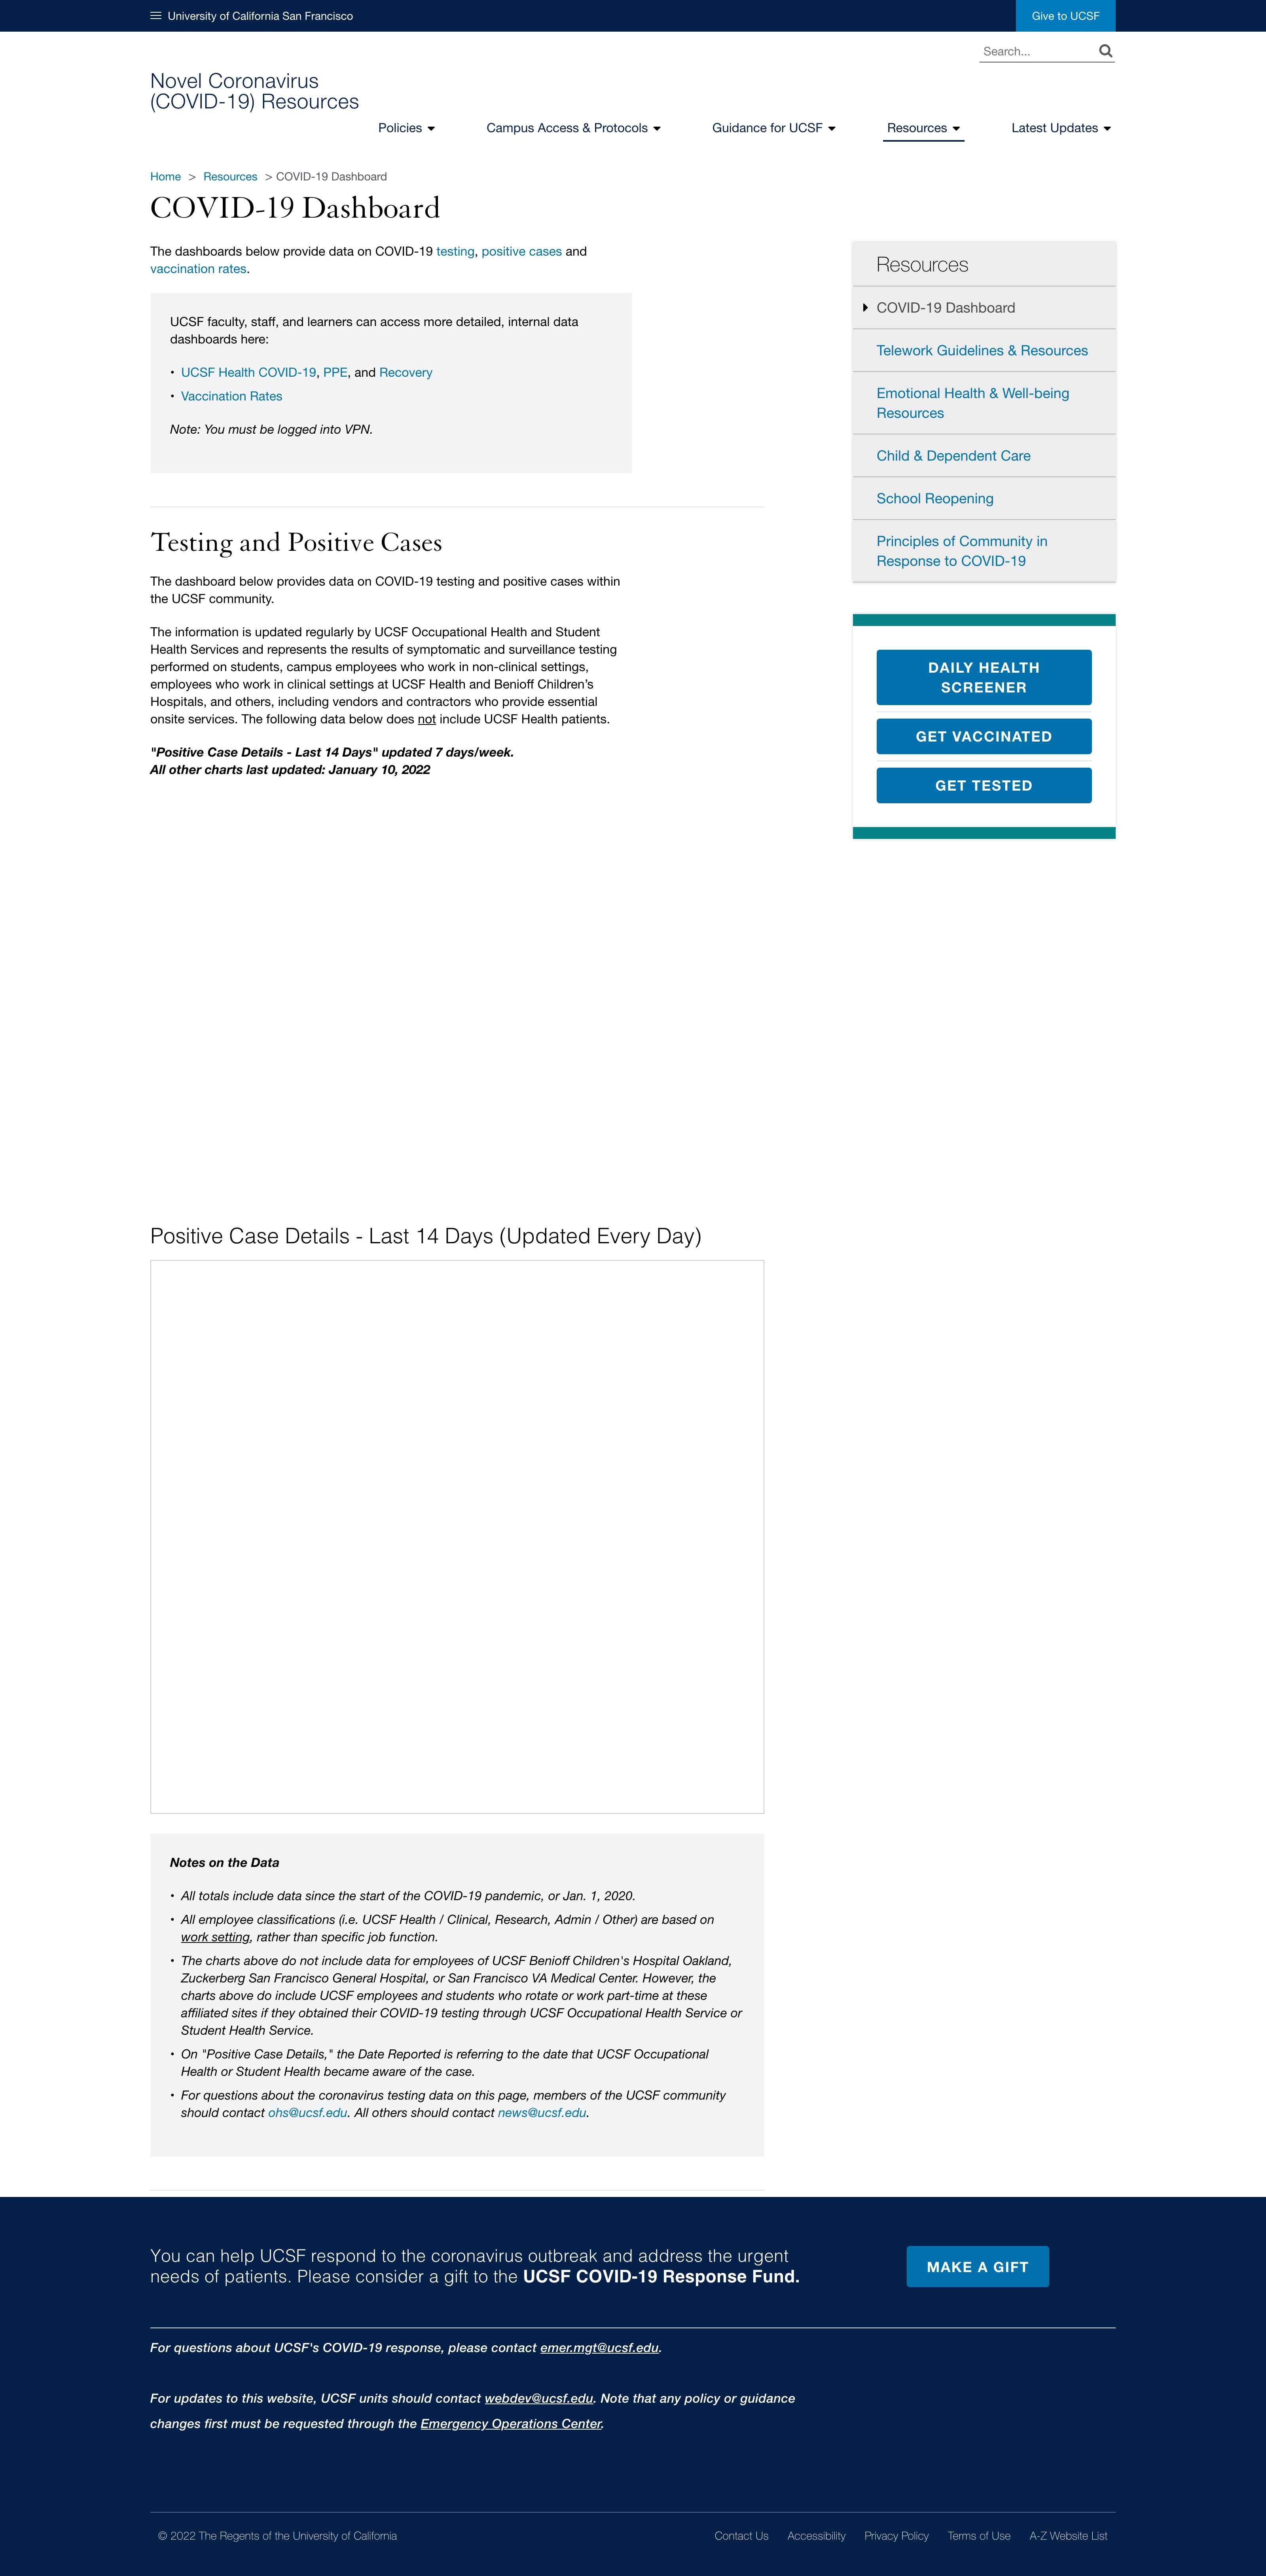 University of California San Francisco
Give to UCSF
Search...
Novel Coronavirus
(COVID-19) Resources
Policies
Campus Access & Protocols
Guidance for UCSF
Resources
Latest Updates
Home > Resources > COVID-19 Dashboard
COVID-19 Dashboard
The dashboards below provide data on COVID-19 testing, positive cases and
vaccination rates.
UCSF faculty, staff, and learners can access more detailed, internal data
dashboards here:
• UCSF Health COVID-19, PPE, and Recovery
• Vaccination Rates
Note: You must be logged into VPN.
Resources
COVID-19 Dashboard
Telework Guidelines & Resources
Emotional Health & Well-being
Resources
Child & Dependent Care
School Reopening
Principles of Community in
Response to COVID-19
DAILY HEALTH
SCREENER
GET VACCINATED
GET TESTED
Testing and Positive Cases
The dashboard below provides data on COVID-19 testing and positive cases within
the UCSF community.
The information is updated regularly by UCSF Occupational Health and Student
Health Services and represents the results of symptomatic and surveillance testing
performed on students, campus employees who work in non-clinical settings,
employees who work in clinical settings at UCSF Health and Benioff Children's
Hospitals, and others, including vendors and contractors who provide essential
onsite services. The following data below does not include UCSF Health patients.
"Positive Case Details - Last 14 Days" updated 7 days/week.
All other charts last updated: January 10, 2022
Positive Case Details - Last 14 Days (Updated Every Day)
Notes on the Data
• All totals include data since the start of the COVID-19 pandemic, or Jan. 1, 2020.
• All employee classifications (i.e. UCSF Health / Clinical, Research, Admin / Other) are based on
work setting, rather than specific job function.
• The charts above do not include data for employees of UCSF Benioff Children's Hospital Oakland,
Zuckerberg San Francisco General Hospital, or San Francisco VA Medical Center. However, the
charts above do include UCSF employees and students who rotate or work part-time at these
affiliated sites if they obtained their COVID-19 testing through UCSF Occupational Health Service or
Student Health Service.
• On "Positive Case Details," the Date Reported is referring to the date that UCSF Occupational
Health or Student Health became aware of the case.
• For questions about the coronavirus testing data on this page, members of the UCSF community
should contact ohs@ucsf.edu. All others should contact news@ucsf.edu.
You can help UCSF respond to the coronavirus outbreak and address the urgent
needs of patients. Please consider a gift to the UCSF COVID-19 Response Fund.
MAKE A GIFT
For questions about UCSF's COVID-19 response, please contact emer.mgt@ucsf.edu.
For updates to this website, UCSF units should contact webdev@ucsf.edu. Note that any policy or guidance
changes first must be requested through the Emergency Operations Center.
© 2022 The Regents of the University of California
Contact Us
Accessibility
Privacy Policy
Terms of Use
A-Z Website List